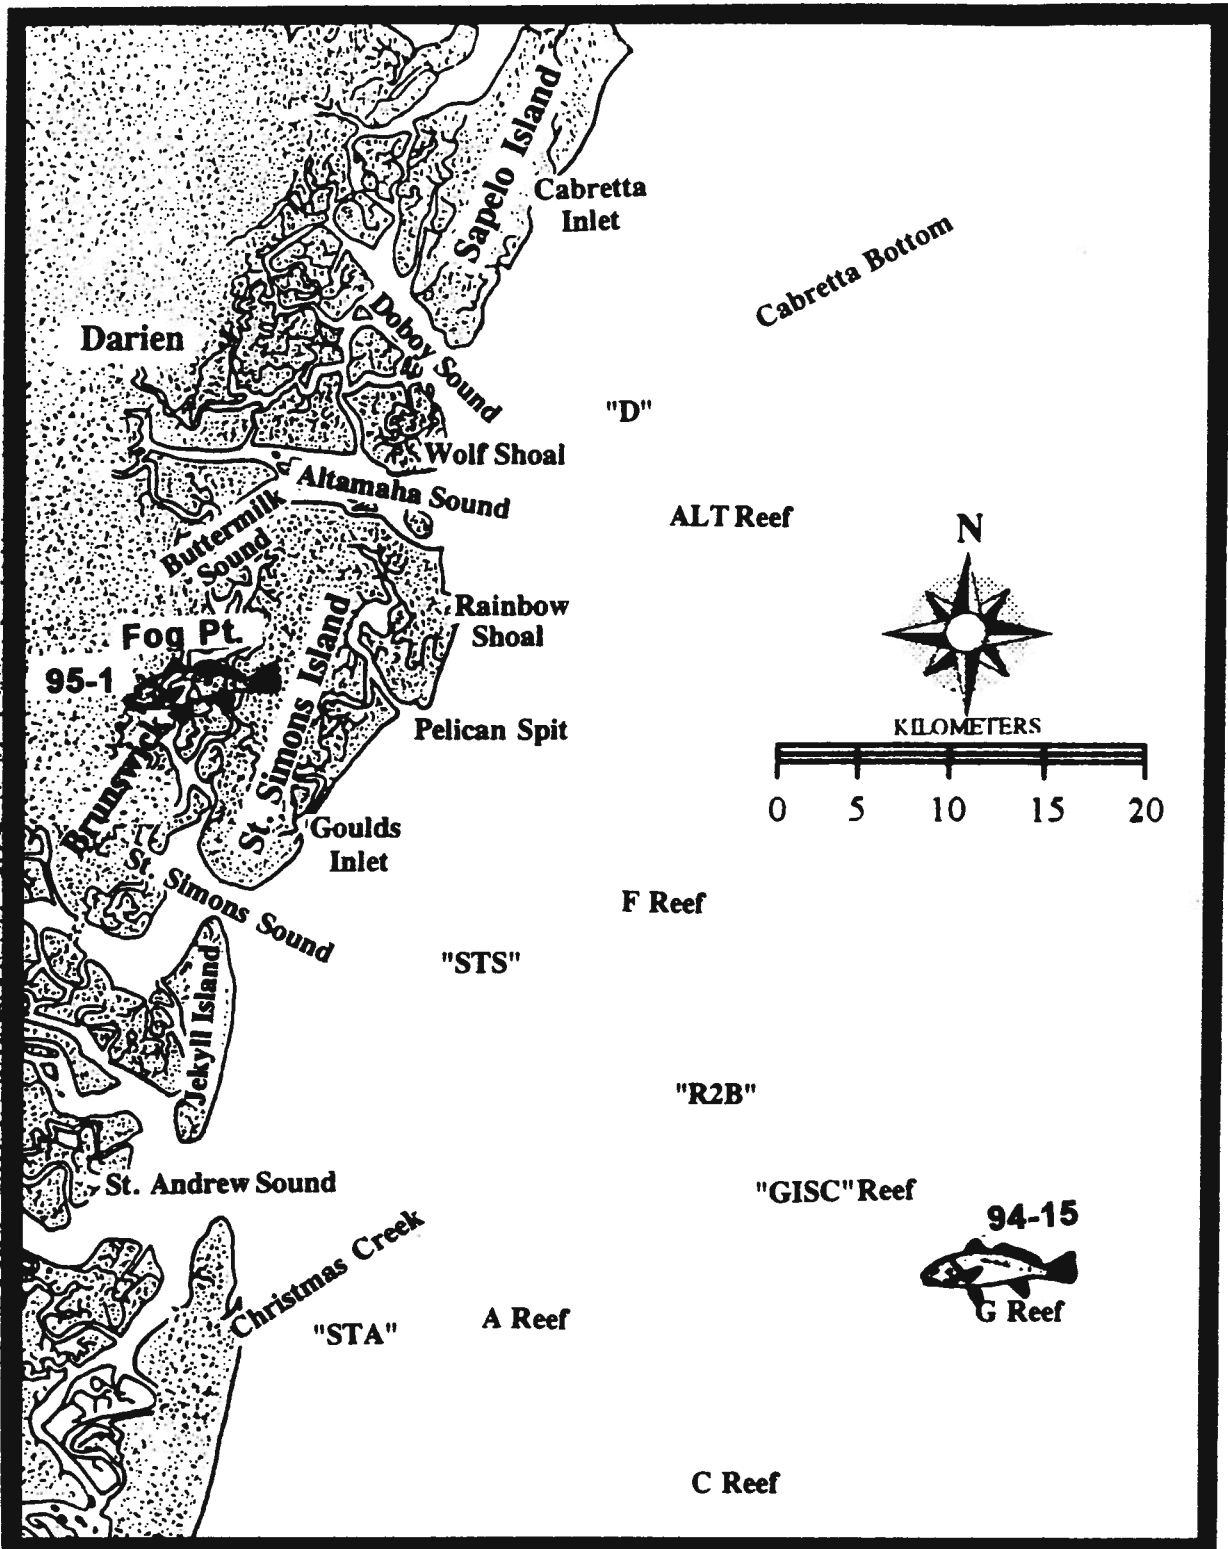 Sapelo Island
Cabretta
Inlet
Cabretta Bottom
Darien
Doboy Sound
"D"
Wolf Shoal
Altamaha Sound
ALT Reef
Buttermilk
Sound
N
Rainbow
Shoal
Fog Pt.
95-1
St. Simons Island
Pelican Spit
KILOMETERS
0 5 10 15 20
Brunswick
Goulds
Inlet
St. Simons Sound
F Reef
"STS"
Jekyll Island
"R2B"
St. Andrew Sound
"GISC" Reef
94-15
G Reef
Christmas Creek
"STA"
A Reef
C Reef